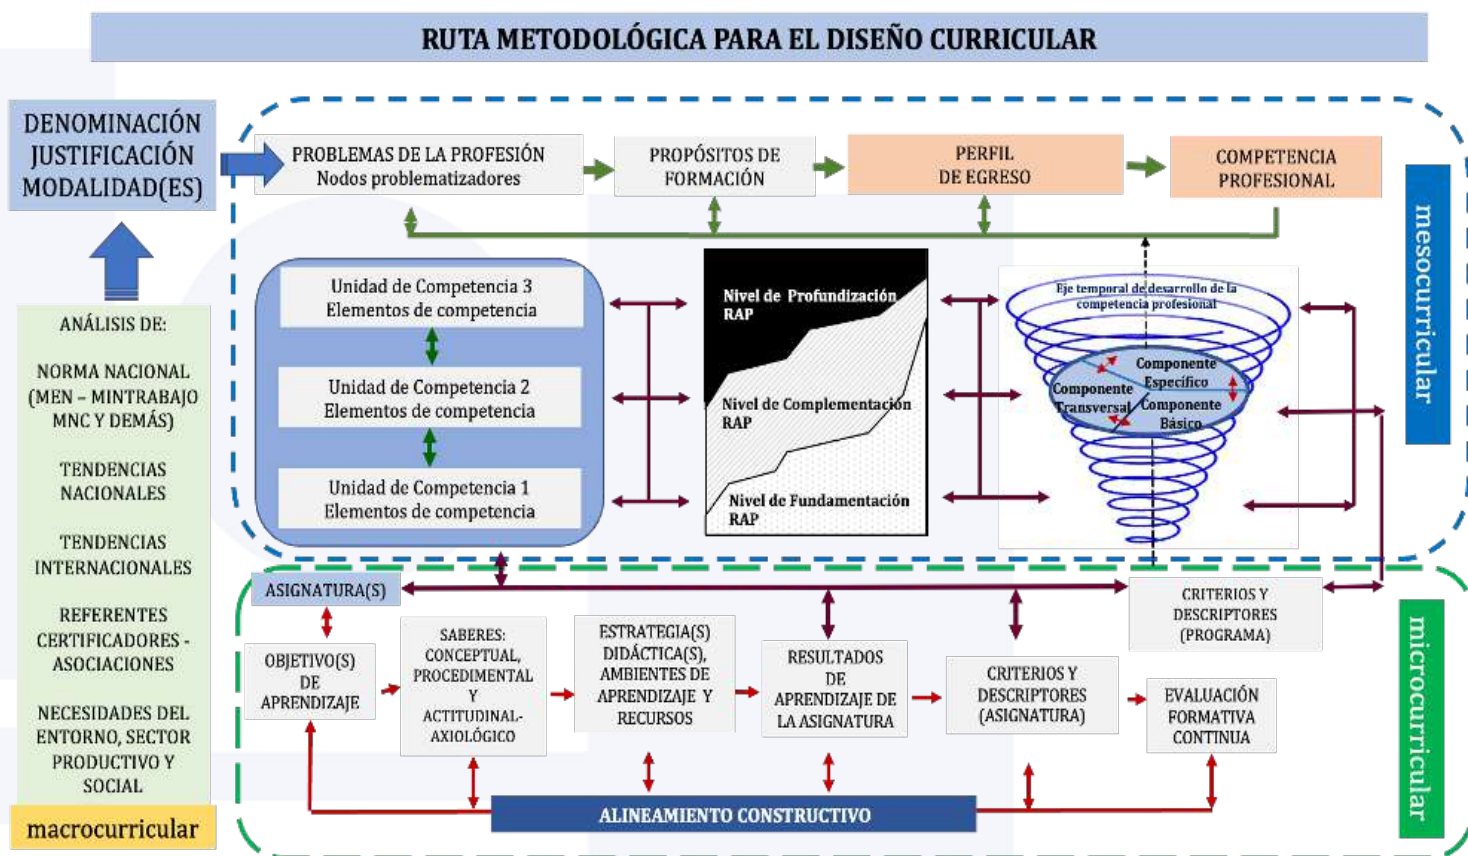 RUTA METODOLÓGICA PARA EL DISEÑO CURRICULAR
DENOMINACIÓN
JUSTIFICACIÓN
MODALIDAD(ES)
ANÁLISIS DE:
NORMA NACIONAL
(MEN – MINTRABAJO
MNC Y DEMÁS)
TENDENCIAS
NACIONALES
TENDENCIAS
INTERNACIONALES
REFERENTES
CERTIFICADORES -
ASOCIACIONES
NECESIDADES DEL
ENTORNO, SECTOR
PRODUCTIVO Y
SOCIAL
macrocurricular
PROBLEMAS DE LA PROFESIÓN
Nodos problematizadores
PROPÓSITOS DE
FORMACIÓN
PERFIL
DE EGRESO
COMPETENCIA
PROFESIONAL
mesocurricular
Unidad de Competencia 3
Elementos de competencia
Unidad de Competencia 2
Elementos de competencia
Unidad de Competencia 1
Elementos de competencia
Nivel de Profundización
RAP
Nivel de Complementación
RAP
Nivel de Fundamentación
RAP
Eje temporal de desarrollo de la
competencia profesional
Componente
Específico
Componente
Transversal
Componente
Básico
ASIGNATURA(S)
CRITERIOS Y
DESCRIPTORES
(PROGRAMA)
microcurricular
OBJETIVO(S)
DE
APRENDIZAJE
SABERES:
CONCEPTUAL,
PROCEDIMENTAL
Y
ACTITUDINAL-
AXIOLÓGICO
ESTRATEGIA(S)
DIDÁCTICA(S),
AMBIENTES DE
APRENDIZAJE Y
RECURSOS
RESULTADOS
DE
APRENDIZAJE DE
LA ASIGNATURA
CRITERIOS Y
DESCRIPTORES
(ASIGNATURA)
EVALUACIÓN
FORMATIVA
CONTINUA
ALINEAMIENTO CONSTRUCTIVO